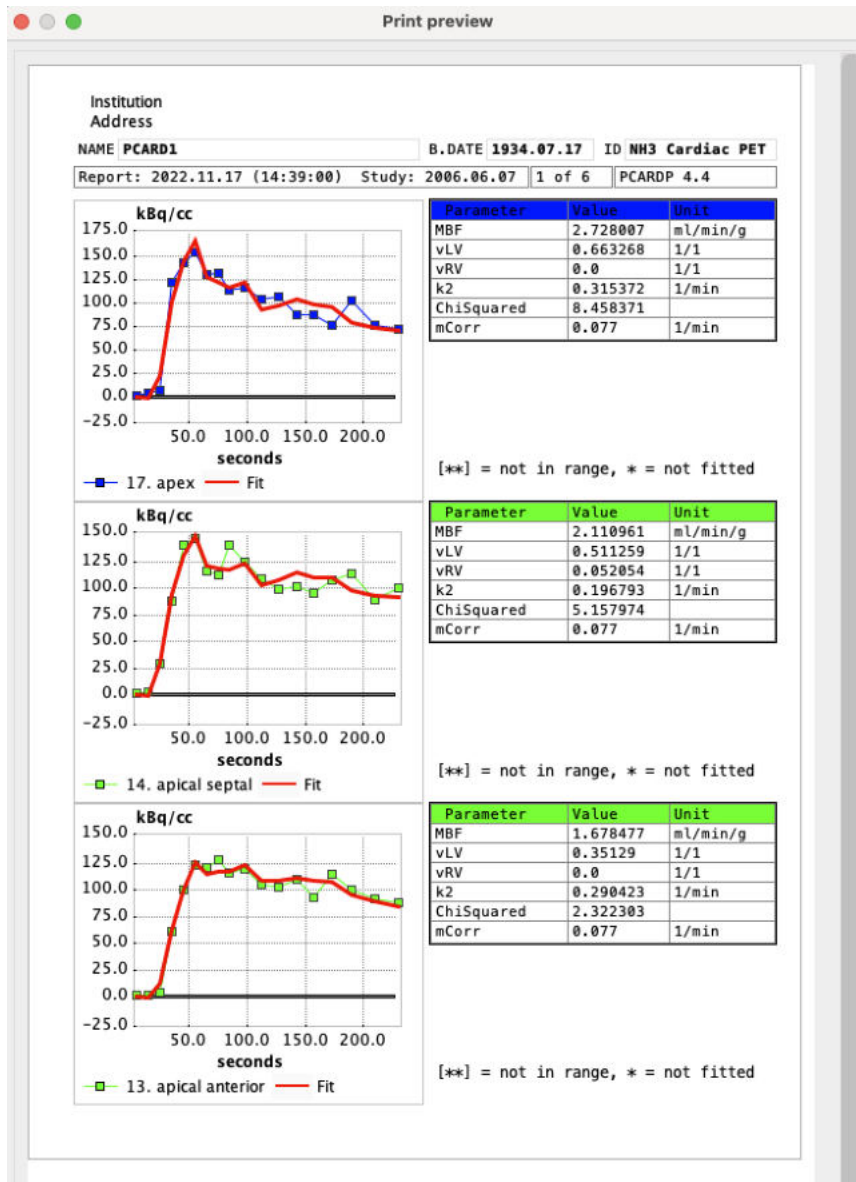 Print preview
Institution
Address
NAME PCARD1 B.DATE 1934.07.17 ID NH3 Cardiac PET
Report: 2022.11.17 (14:39:00) Study: 2006.06.07 1 of 6 PCARDP 4.4
kBq/cc
175.0
150.0
125.0
100.0
75.0
50.0
25.0
0.0
-25.0
50.0 100.0 150.0 200.0
seconds
17. apex Fit
Parameter Value Unit
MBF 2.728007 ml/min/g
vLV 0.663268 1/1
vRV 0.0 1/1
k2 0.315372 1/min
ChiSquared 8.458371
mCorr 0.077 1/min
[**] = not in range, * = not fitted
kBq/cc
150.0
125.0
100.0
75.0
50.0
25.0
0.0
-25.0
50.0 100.0 150.0 200.0
seconds
14. apical septal Fit
Parameter Value Unit
MBF 2.110961 ml/min/g
vLV 0.511259 1/1
vRV 0.052054 1/1
k2 0.196793 1/min
ChiSquared 5.157974
mCorr 0.077 1/min
[**] = not in range, * = not fitted
kBq/cc
150.0
125.0
100.0
75.0
50.0
25.0
0.0
-25.0
50.0 100.0 150.0 200.0
seconds
13. apical anterior Fit
Parameter Value Unit
MBF 1.678477 ml/min/g
vLV 0.35129 1/1
vRV 0.0 1/1
k2 0.290423 1/min
ChiSquared 2.322303
mCorr 0.077 1/min
[**] = not in range, * = not fitted